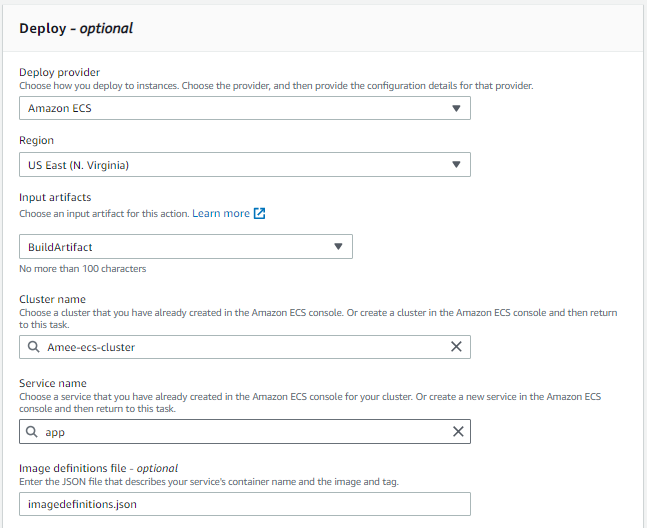 Deploy - optional
Deploy provider
Choose how you deploy to instances. Choose the provider, and then provide the configuration details for that provider.
Amazon ECS
Region
US East (N. Virginia)
Input artifacts
Choose an input artifact for this action. Learn more
BuildArtifact
No more than 100 characters
Cluster name
Choose a cluster that you have already created in the Amazon ECS console. Or create a cluster in the Amazon ECS console and then return
to this task.
Amee-ecs-cluster
Service name
Choose a service that you have already created in the Amazon ECS console for your cluster. Or create a new service in the Amazon ECS
console and then return to this task.
app
Image definitions file - optional
Enter the JSON file that describes your service's container name and the image and tag.
imagedefinitions.json